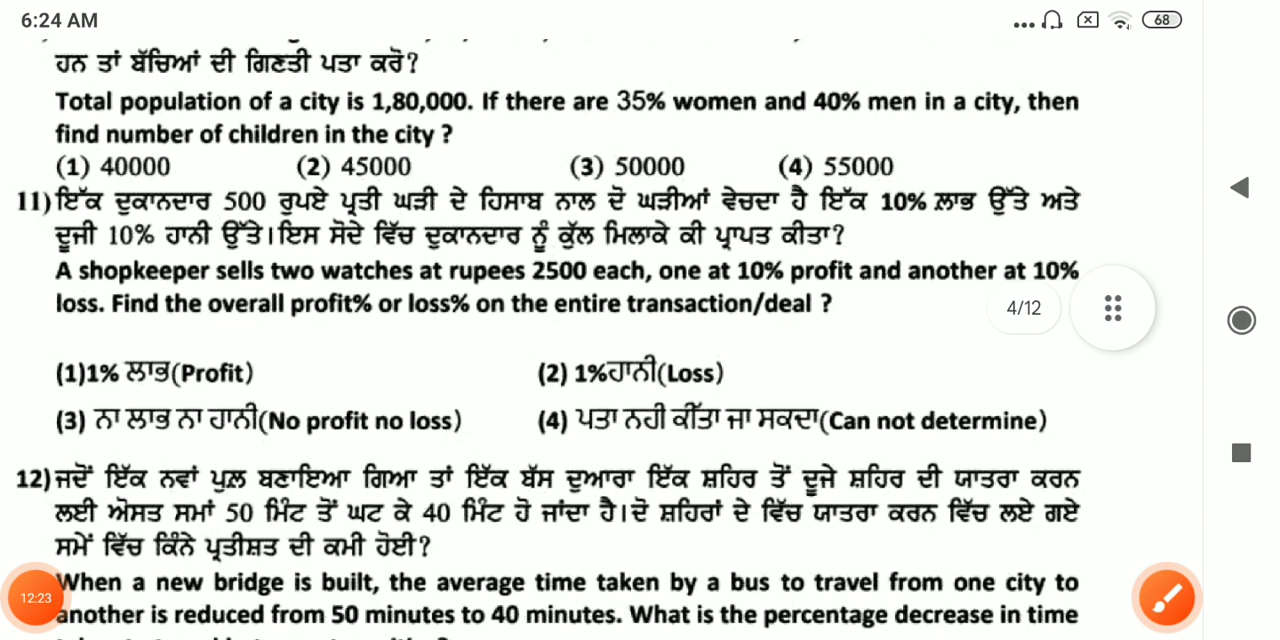 6:24 AM
68
ਹਨ ਤਾਂ ਬੱਚਿਆਂ ਦੀ ਗਿਣਤੀ ਪਤਾ ਕਰੋ?
Total population of a city is 1,80,000. If there are 35% women and 40% men in a city, then
find number of children in the city ?
(1) 40000 (2) 45000 (3) 50000 (4) 55000
11) ਇੱਕ ਦੁਕਾਨਦਾਰ 500 ਰੁਪਏ ਪ੍ਰਤੀ ਘੜੀ ਦੇ ਹਿਸਾਬ ਨਾਲ ਦੋ ਘੜੀਆਂ ਵੇਚਦਾ ਹੈ ਇੱਕ 10% ਲ਼ਾਭ ਉੱਤੇ ਅਤੇ
ਦੂਜੀ 10% ਹਾਨੀ ਉੱਤੇ।ਇਸ ਸੋਦੇ ਵਿੱਚ ਦੁਕਾਨਦਾਰ ਨੂੰ ਕੁੱਲ ਮਿਲਾਕੇ ਕੀ ਪ੍ਰਾਪਤ ਕੀਤਾ?
A shopkeeper sells two watches at rupees 2500 each, one at 10% profit and another at 10%
loss. Find the overall profit% or loss% on the entire transaction/deal ?
4/12
(1)1% ਲਾਭ(Profit) (2) 1%ਹਾਨੀ(Loss)
(3) ਨਾ ਲਾਭ ਨਾ ਹਾਨੀ(No profit no loss) (4) ਪਤਾ ਨਹੀ ਕੀੱਤਾ ਜਾ ਸਕਦਾ(Can not determine)
12) ਜਦੋਂ ਇੱਕ ਨਵਾਂ ਪੁਲ਼ ਬਣਾਇਆ ਗਿਆ ਤਾਂ ਇੱਕ ਬੱਸ ਦੁਆਰਾ ਇੱਕ ਸ਼ਹਿਰ ਤੋਂ ਦੂਜੇ ਸ਼ਹਿਰ ਦੀ ਯਾਤਰਾ ਕਰਨ
ਲਈ ਔਸਤ ਸਮਾਂ 50 ਮਿੰਟ ਤੋਂ ਘਟ ਕੇ 40 ਮਿੰਟ ਹੋ ਜਾਂਦਾ ਹੈ।ਦੋ ਸ਼ਹਿਰਾਂ ਦੇ ਵਿੱਚ ਯਾਤਰਾ ਕਰਨ ਵਿੱਚ ਲਏ ਗਏ
ਸਮੇਂ ਵਿੱਚ ਕਿੰਨੇ ਪ੍ਰਤੀਸ਼ਤ ਦੀ ਕਮੀ ਹੋਈ?
When a new bridge is built, the average time taken by a bus to travel from one city to
12:23
another is reduced from 50 minutes to 40 minutes. What is the percentage decrease in time